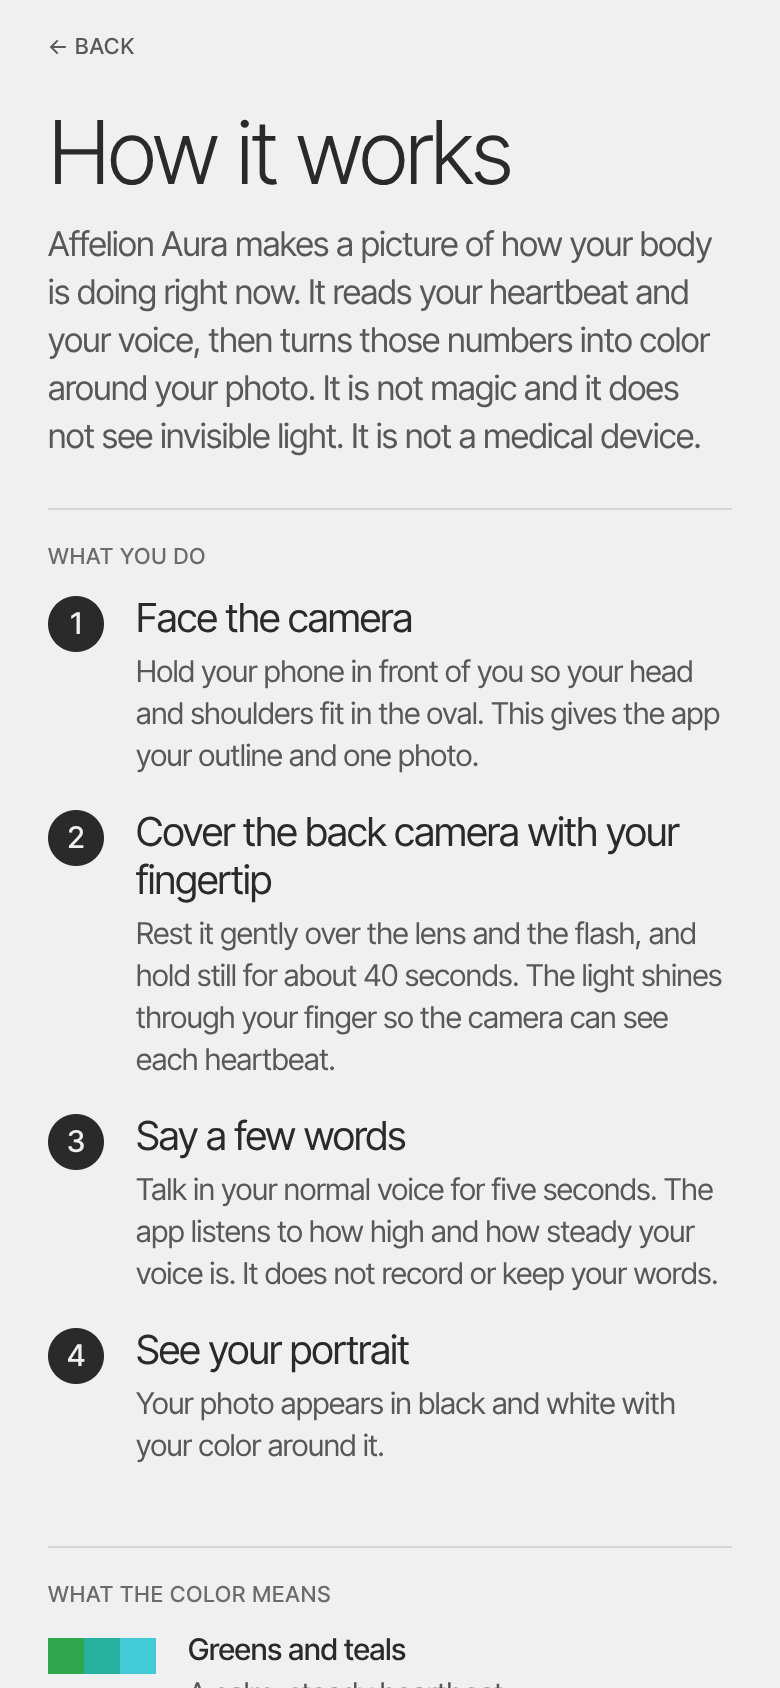 ← BACK
How it works
Affelion Aura makes a picture of how your body
is doing right now. It reads your heartbeat and
your voice, then turns those numbers into color
around your photo. It is not magic and it does
not see invisible light. It is not a medical device.
WHAT YOU DO
1 Face the camera
Hold your phone in front of you so your head
and shoulders fit in the oval. This gives the app
your outline and one photo.
2 Cover the back camera with your
fingertip
Rest it gently over the lens and the flash, and
hold still for about 40 seconds. The light shines
through your finger so the camera can see
each heartbeat.
3 Say a few words
Talk in your normal voice for five seconds. The
app listens to how high and how steady your
voice is. It does not record or keep your words.
4 See your portrait
Your photo appears in black and white with
your color around it.
WHAT THE COLOR MEANS
Greens and teals